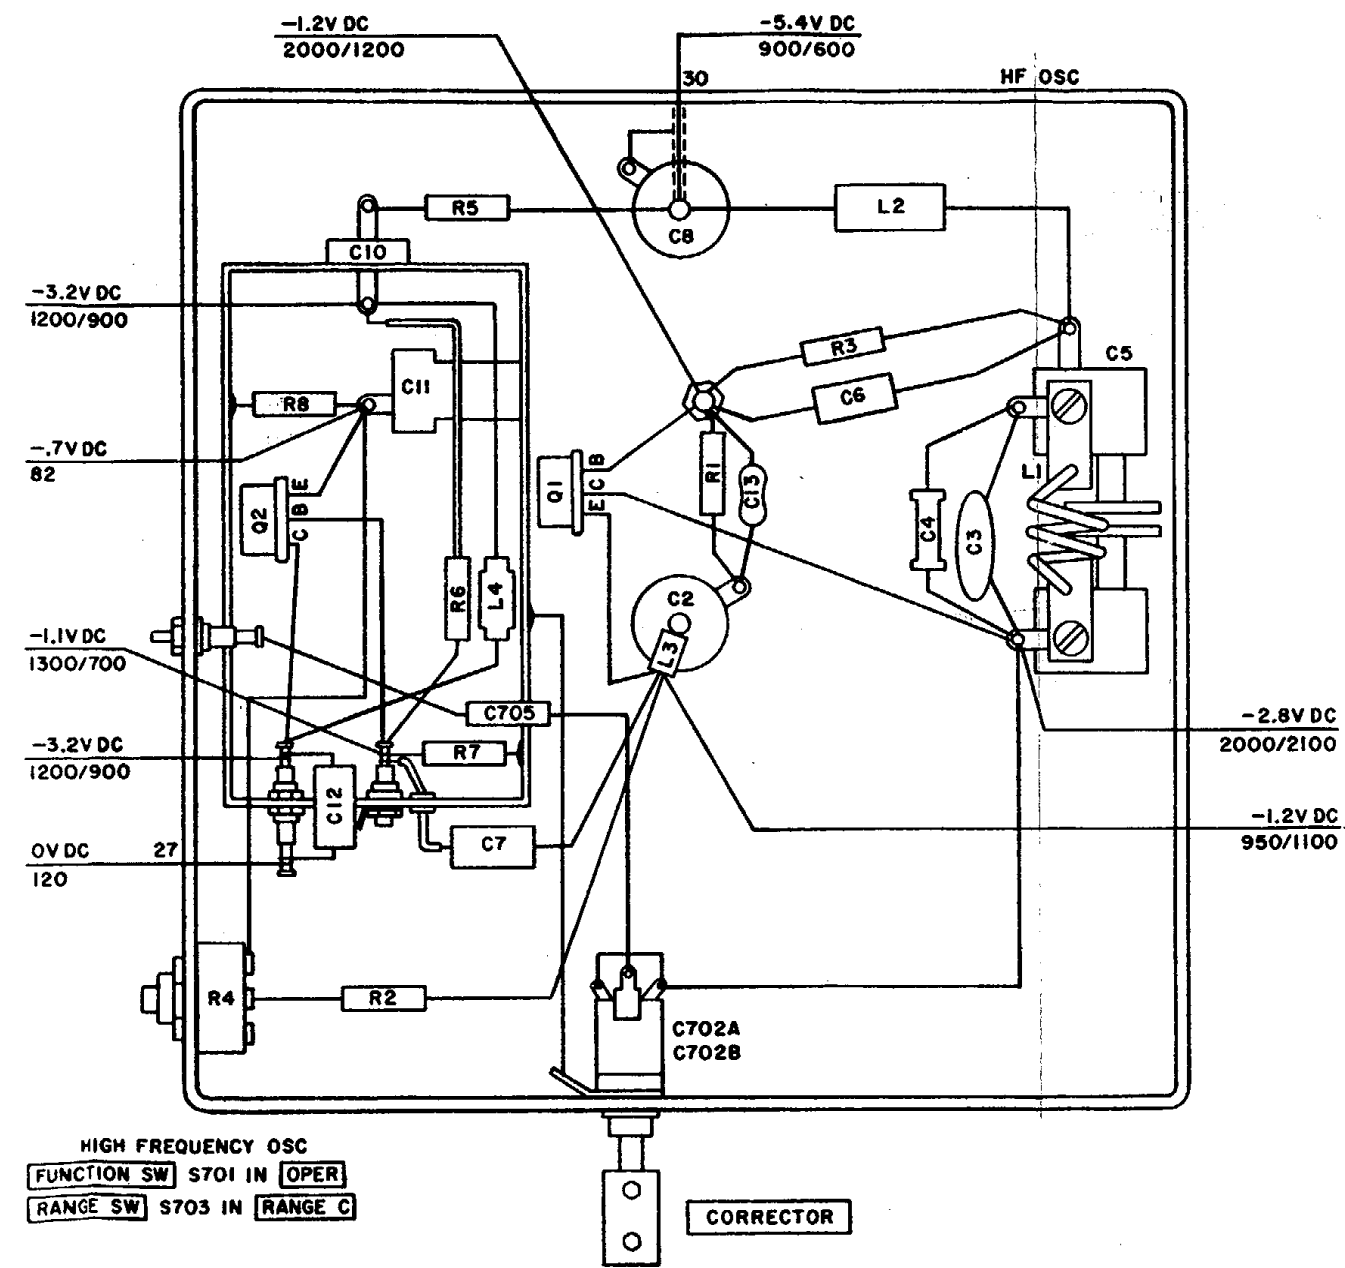 -1.2V DC
2000/1200
-5.4V DC
900/600
30
HF OSC
R5
C8
L2
C10
-3.2V DC
1200/900
R3
C5
C11
C6
R8
-.7V DC
82
E
B
C
Q2
B
C
E
Q1
R1
C13
L1
C4
C3
R6
L4
C2
L3
-1.1V DC
1300/700
C705
-2.8V DC
2000/2100
-3.2V DC
1200/900
R7
C12
-1.2V DC
950/1100
C7
0V DC
27
120
R4
R2
C702A
C702B
HIGH FREQUENCY OSC
FUNCTION SW S701 IN OPER
RANGE SW S703 IN RANGE C
CORRECTOR